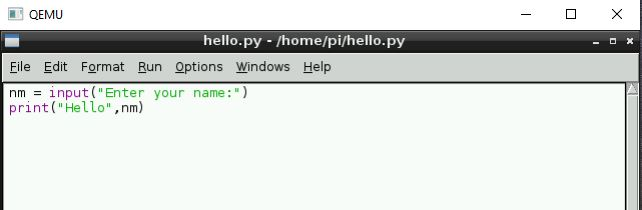 QEMU
hello.py - /home/pi/hello.py
File Edit Format Run Options Windows Help
nm = input("Enter your name:")
print("Hello",nm)